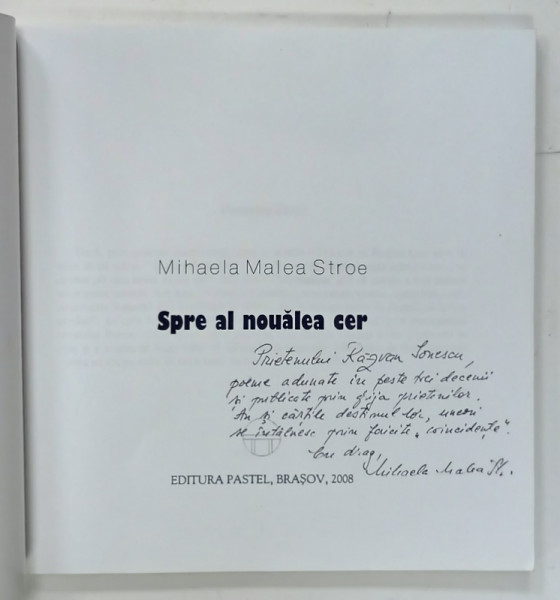 Mihaela Malea Stroe
Spre al nouălea cer
Prietenului Răzvan Ionescu,
poeme adunate în peste trei decenii
și publicate prin grija prietenilor.
Au și cărțile destinul lor, uneori
se întâlnesc prin fericite „coincidențe”.
Cu drag,
Mihaela Malea St.
EDITURA PASTEL, BRAȘOV, 2008